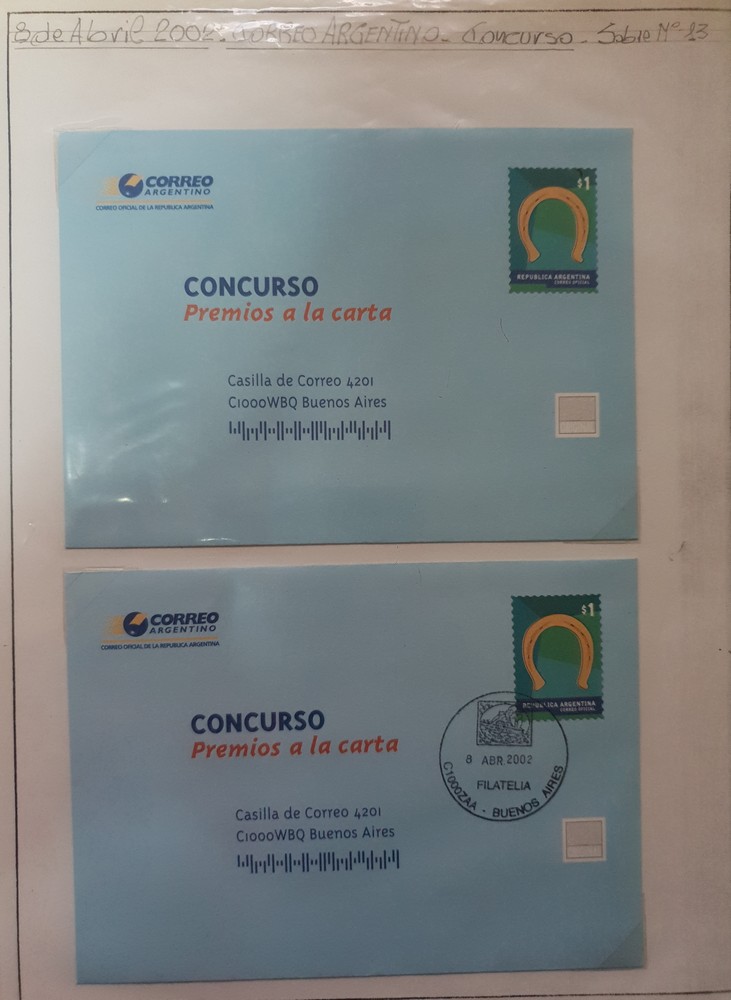 8 de Abril 2002. CORREO ARGENTINO - Concurso - Sobre Nº 13
CORREO
ARGENTINO
CORREO OFICIAL DE LA REPUBLICA ARGENTINA
$1
REPUBLICA ARGENTINA
CORREO OFICIAL
CONCURSO
Premios a la carta
Casilla de Correo 4201
C1000WBQ Buenos Aires
CORREO
ARGENTINO
CORREO OFICIAL DE LA REPUBLICA ARGENTINA
$1
REPUBLICA ARGENTINA
CORREO OFICIAL
CONCURSO
Premios a la carta
8 ABR. 2002
FILATELIA
C1000ZAA - BUENOS AIRES
Casilla de Correo 4201
C1000WBQ Buenos Aires